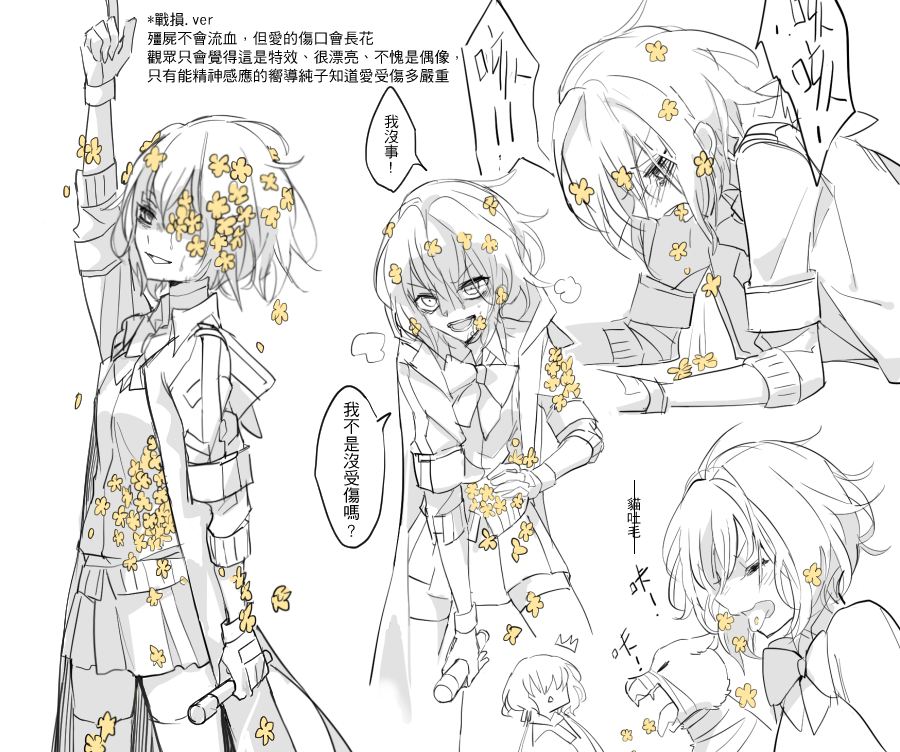 *戰損.ver
殭屍不會流血，但愛的傷口會長花
觀眾只會覺得這是特效、很漂亮、不愧是偶像，
只有能精神感應的嚮導純子知道愛受傷多嚴重
我沒事！
我不是沒受傷嗎？
——貓吐毛——
咔…！
咔…！